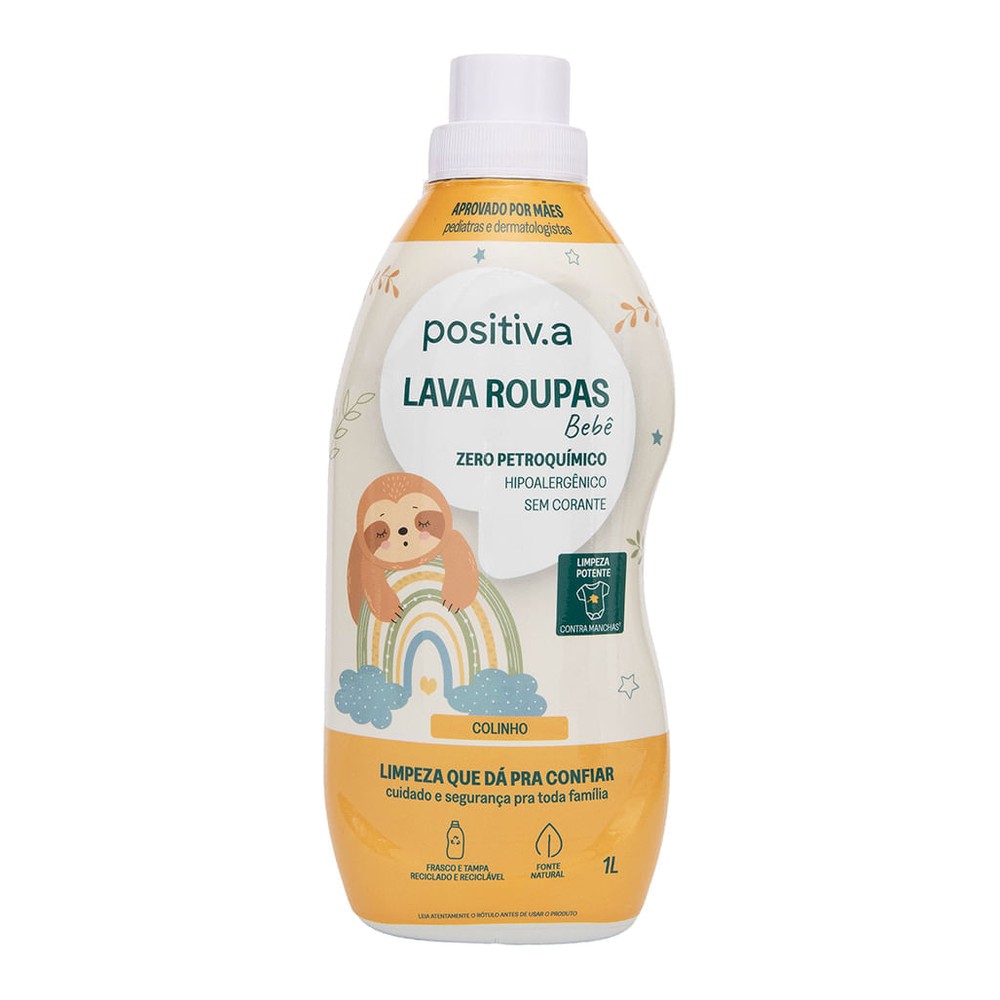 APROVADO POR MÃES
pediatras e dermatologistas
positiv.a
LAVA ROUPAS
Bebê
ZERO PETROQUÍMICO
HIPOALERGÊNICO
SEM CORANTE
LIMPEZA
POTENTE
CONTRA MANCHAS*
COLINHO
LIMPEZA QUE DÁ PRA CONFIAR
cuidado e segurança pra toda família
FRASCO E TAMPA
RECICLADO E RECICLÁVEL
FONTE
NATURAL
1L
LEIA ATENTAMENTE O RÓTULO ANTES DE USAR O PRODUTO